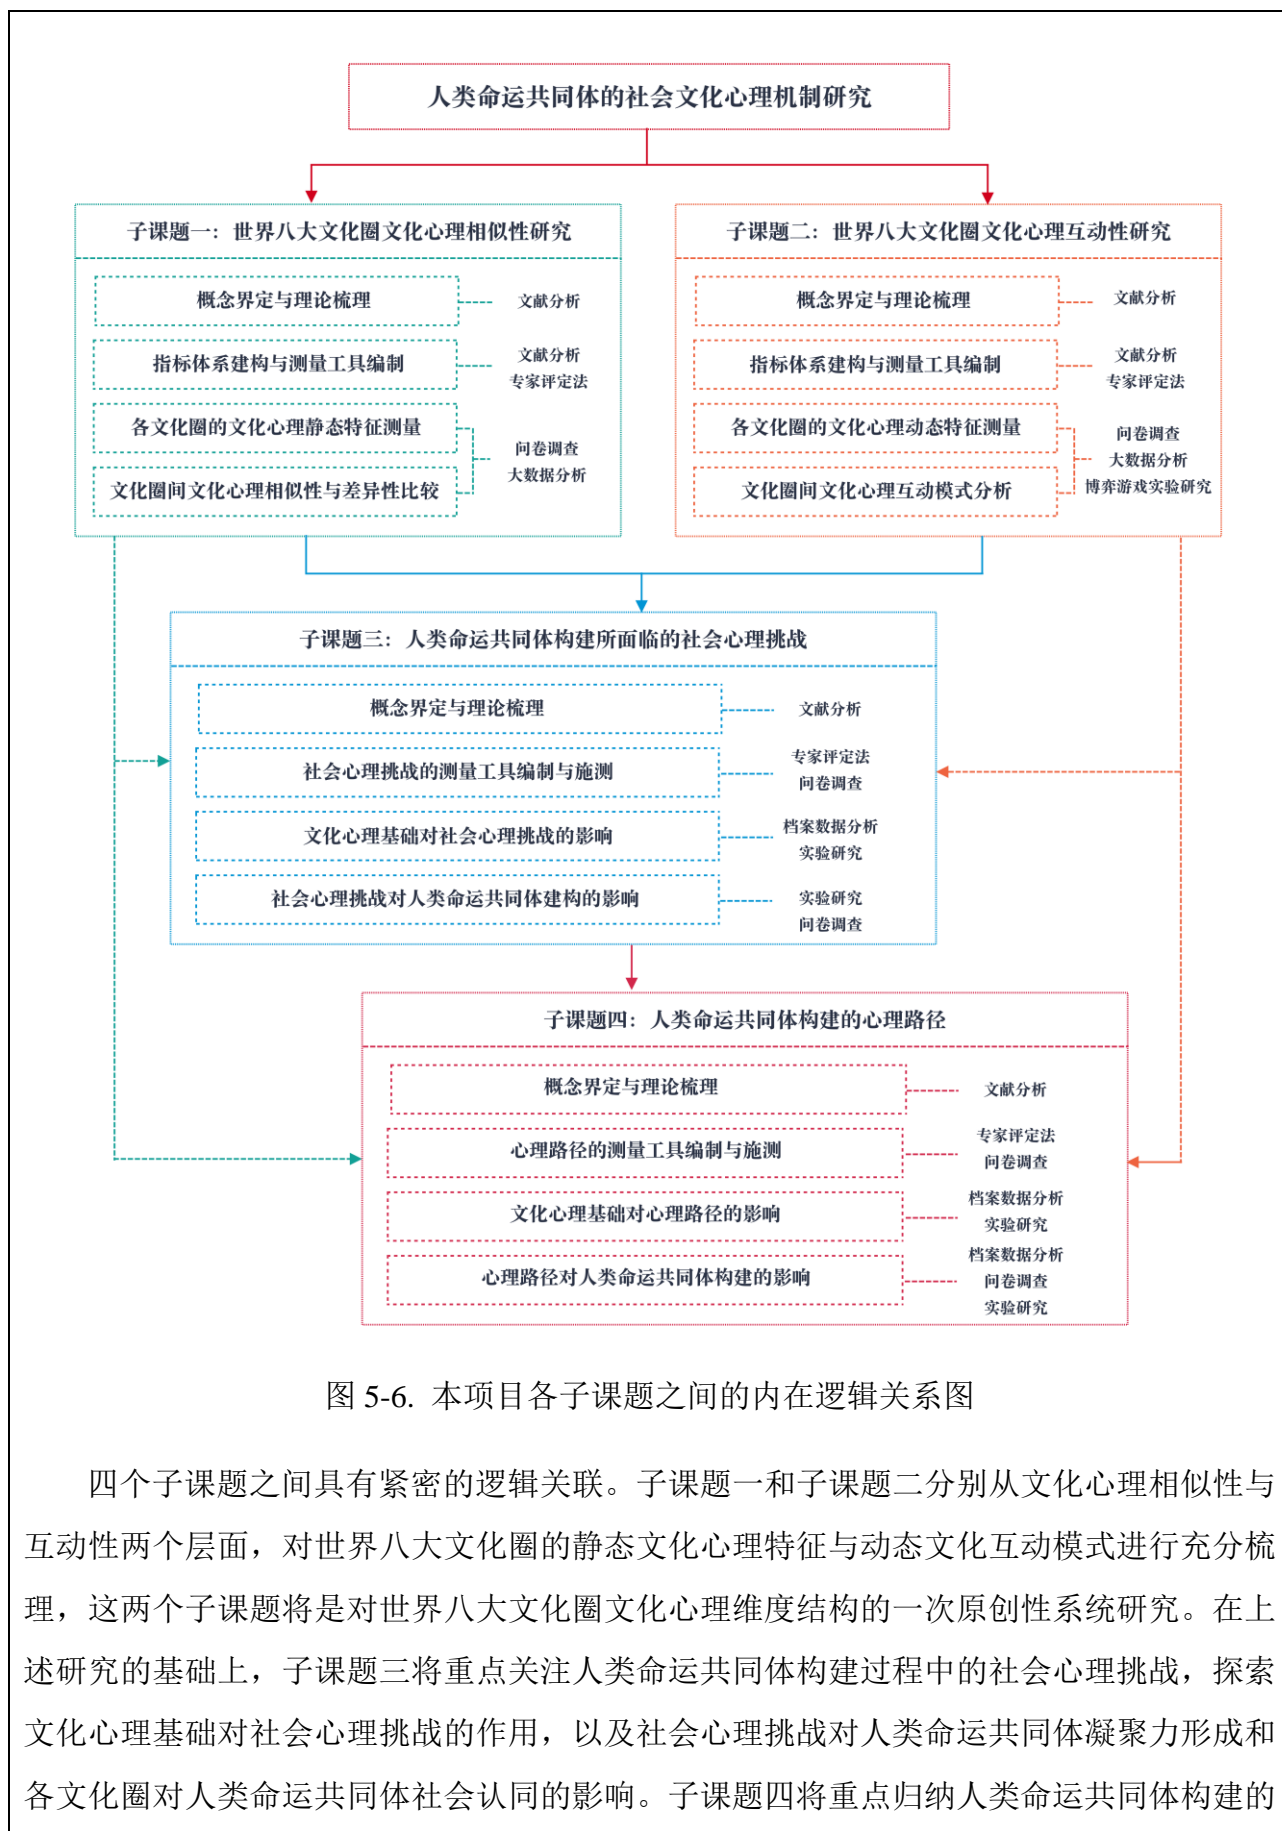 人类命运共同体的社会文化心理机制研究
子课题一：世界八大文化圈文化心理相似性研究
概念界定与理论梳理
文献分析
指标体系建构与测量工具编制
文献分析
专家评定法
各文化圈的文化心理静态特征测量
文化圈间文化心理相似性与差异性比较
问卷调查
大数据分析
子课题二：世界八大文化圈文化心理互动性研究
概念界定与理论梳理
文献分析
指标体系建构与测量工具编制
文献分析
专家评定法
各文化圈的文化心理动态特征测量
文化圈间文化心理互动模式分析
问卷调查
大数据分析
博弈游戏实验研究
子课题三：人类命运共同体构建所面临的社会心理挑战
概念界定与理论梳理
文献分析
社会心理挑战的测量工具编制与施测
专家评定法
问卷调查
文化心理基础对社会心理挑战的影响
档案数据分析
实验研究
社会心理挑战对人类命运共同体建构的影响
实验研究
问卷调查
子课题四：人类命运共同体构建的心理路径
概念界定与理论梳理
文献分析
心理路径的测量工具编制与施测
专家评定法
问卷调查
文化心理基础对心理路径的影响
档案数据分析
实验研究
心理路径对人类命运共同体构建的影响
档案数据分析
问卷调查
实验研究
图 5-6. 本项目各子课题之间的内在逻辑关系图
四个子课题之间具有紧密的逻辑关联。子课题一和子课题二分别从文化心理相似性与
互动性两个层面，对世界八大文化圈的静态文化心理特征与动态文化互动模式进行充分梳
理，这两个子课题将是对世界八大文化圈文化心理维度结构的一次原创性系统研究。在上
述研究的基础上，子课题三将重点关注人类命运共同体构建过程中的社会心理挑战，探索
文化心理基础对社会心理挑战的作用，以及社会心理挑战对人类命运共同体凝聚力形成和
各文化圈对人类命运共同体社会认同的影响。子课题四将重点归纳人类命运共同体构建的